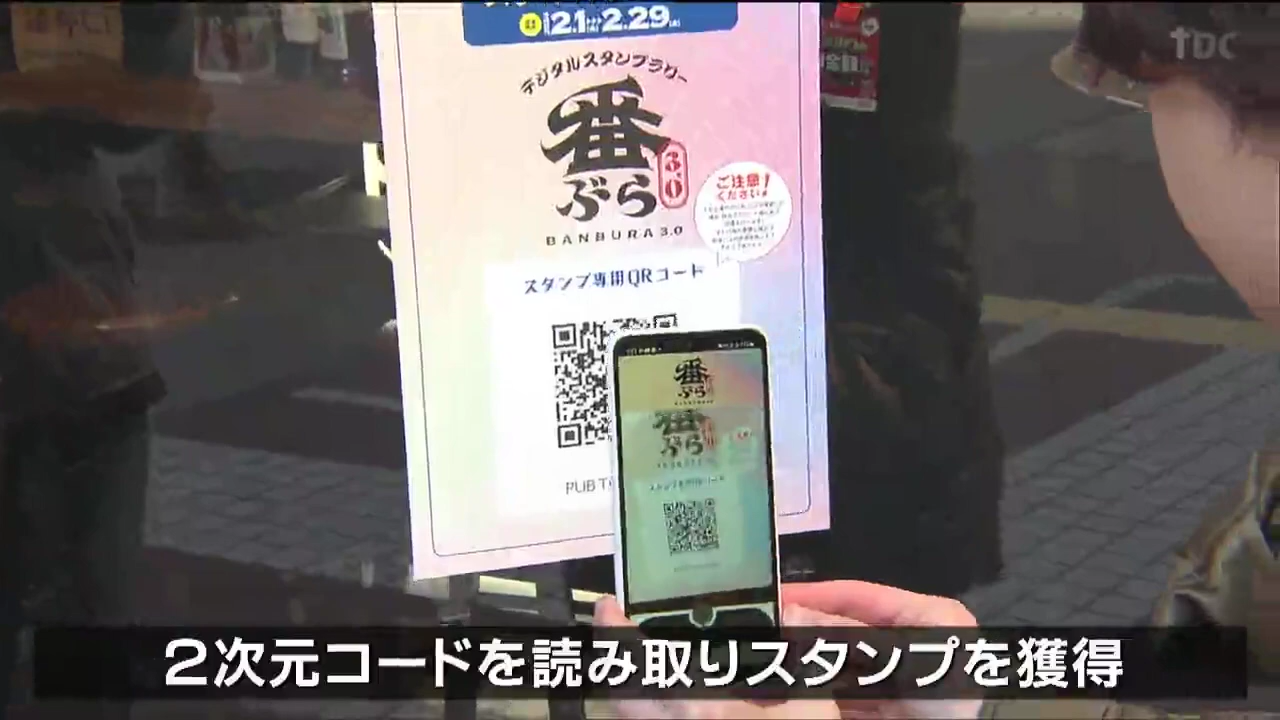 tDC
2.1 2.29
デジタルスタンプラリー
番ぶら
3.0
BANBURA 3.0
ご注意!
ください
スタンプ専用QRコード
PUB
番
ぶら
番
ぶら
2次元コードを読み取りスタンプを獲得